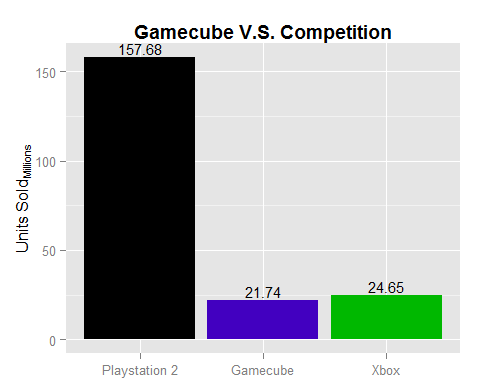 Gamecube V.S. Competition
157.68
150
100
Units Sold Millions
50
24.65
21.74
0
Playstation 2 Gamecube Xbox